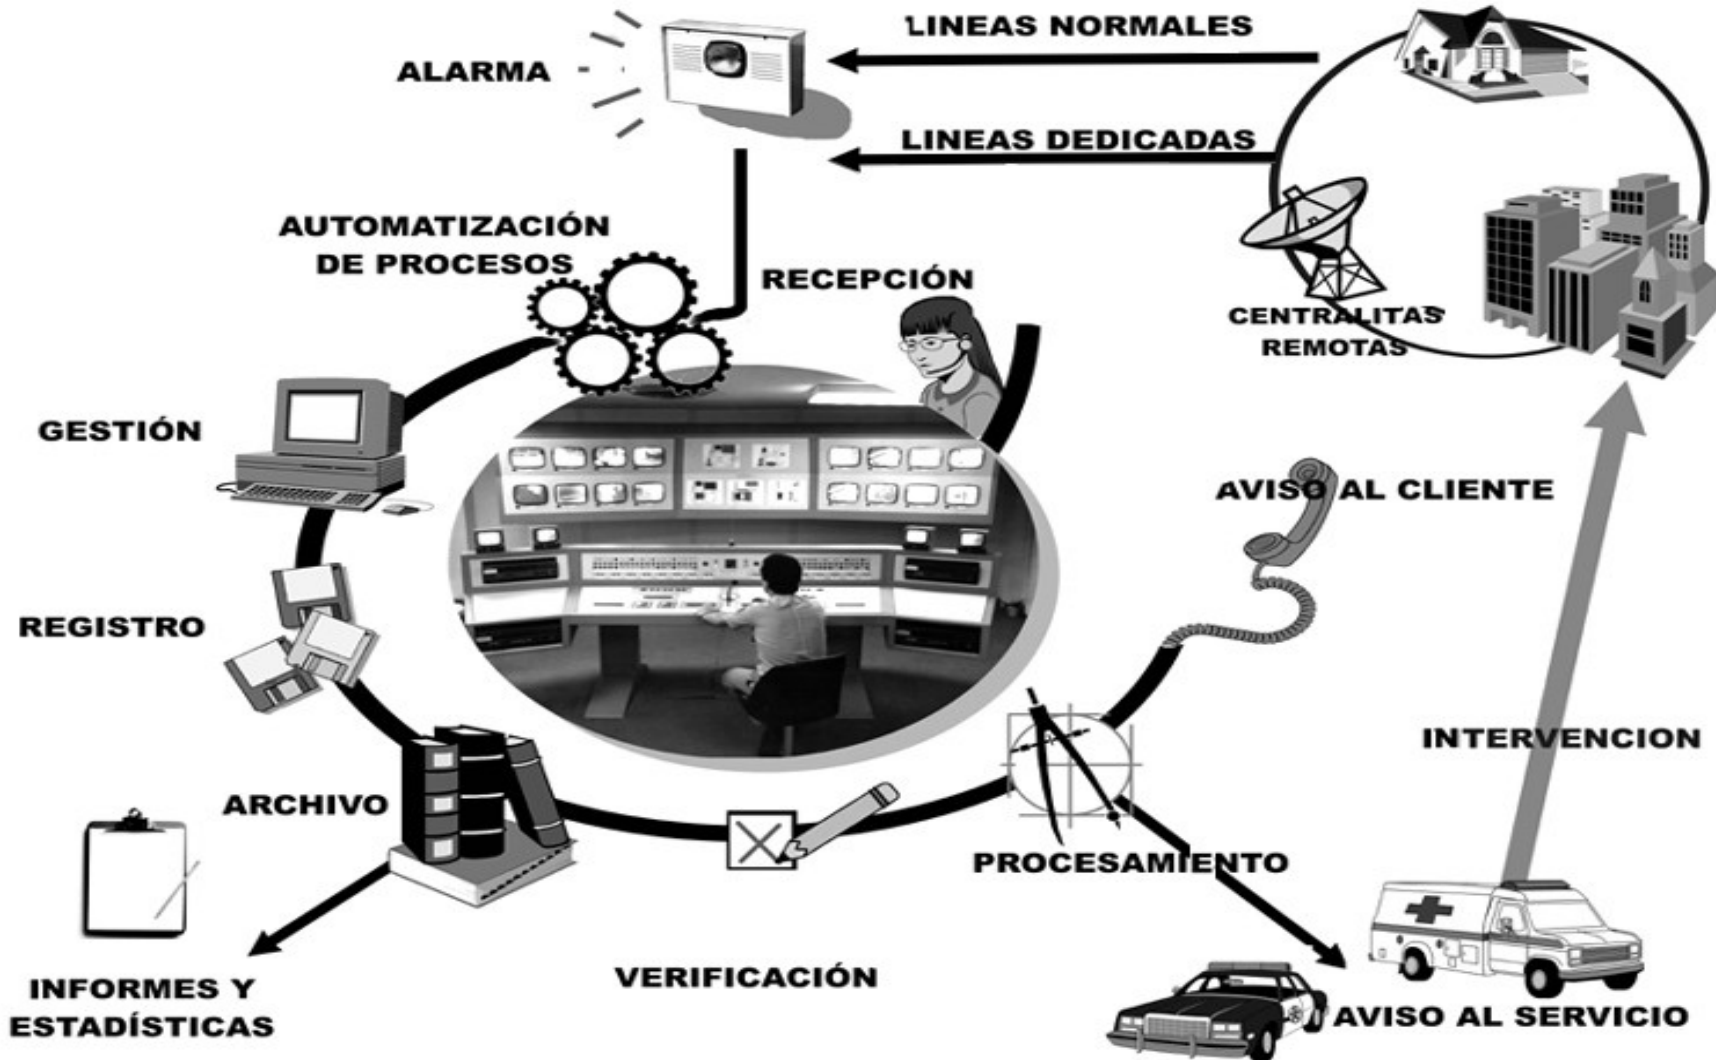 LINEAS NORMALES
ALARMA
LINEAS DEDICADAS
AUTOMATIZACIÓN
DE PROCESOS
RECEPCIÓN
CENTRALITAS
REMOTAS
GESTIÓN
AVISO AL CLIENTE
REGISTRO
INTERVENCION
ARCHIVO
PROCESAMIENTO
VERIFICACIÓN
INFORMES Y
ESTADÍSTICAS
AVISO AL SERVICIO